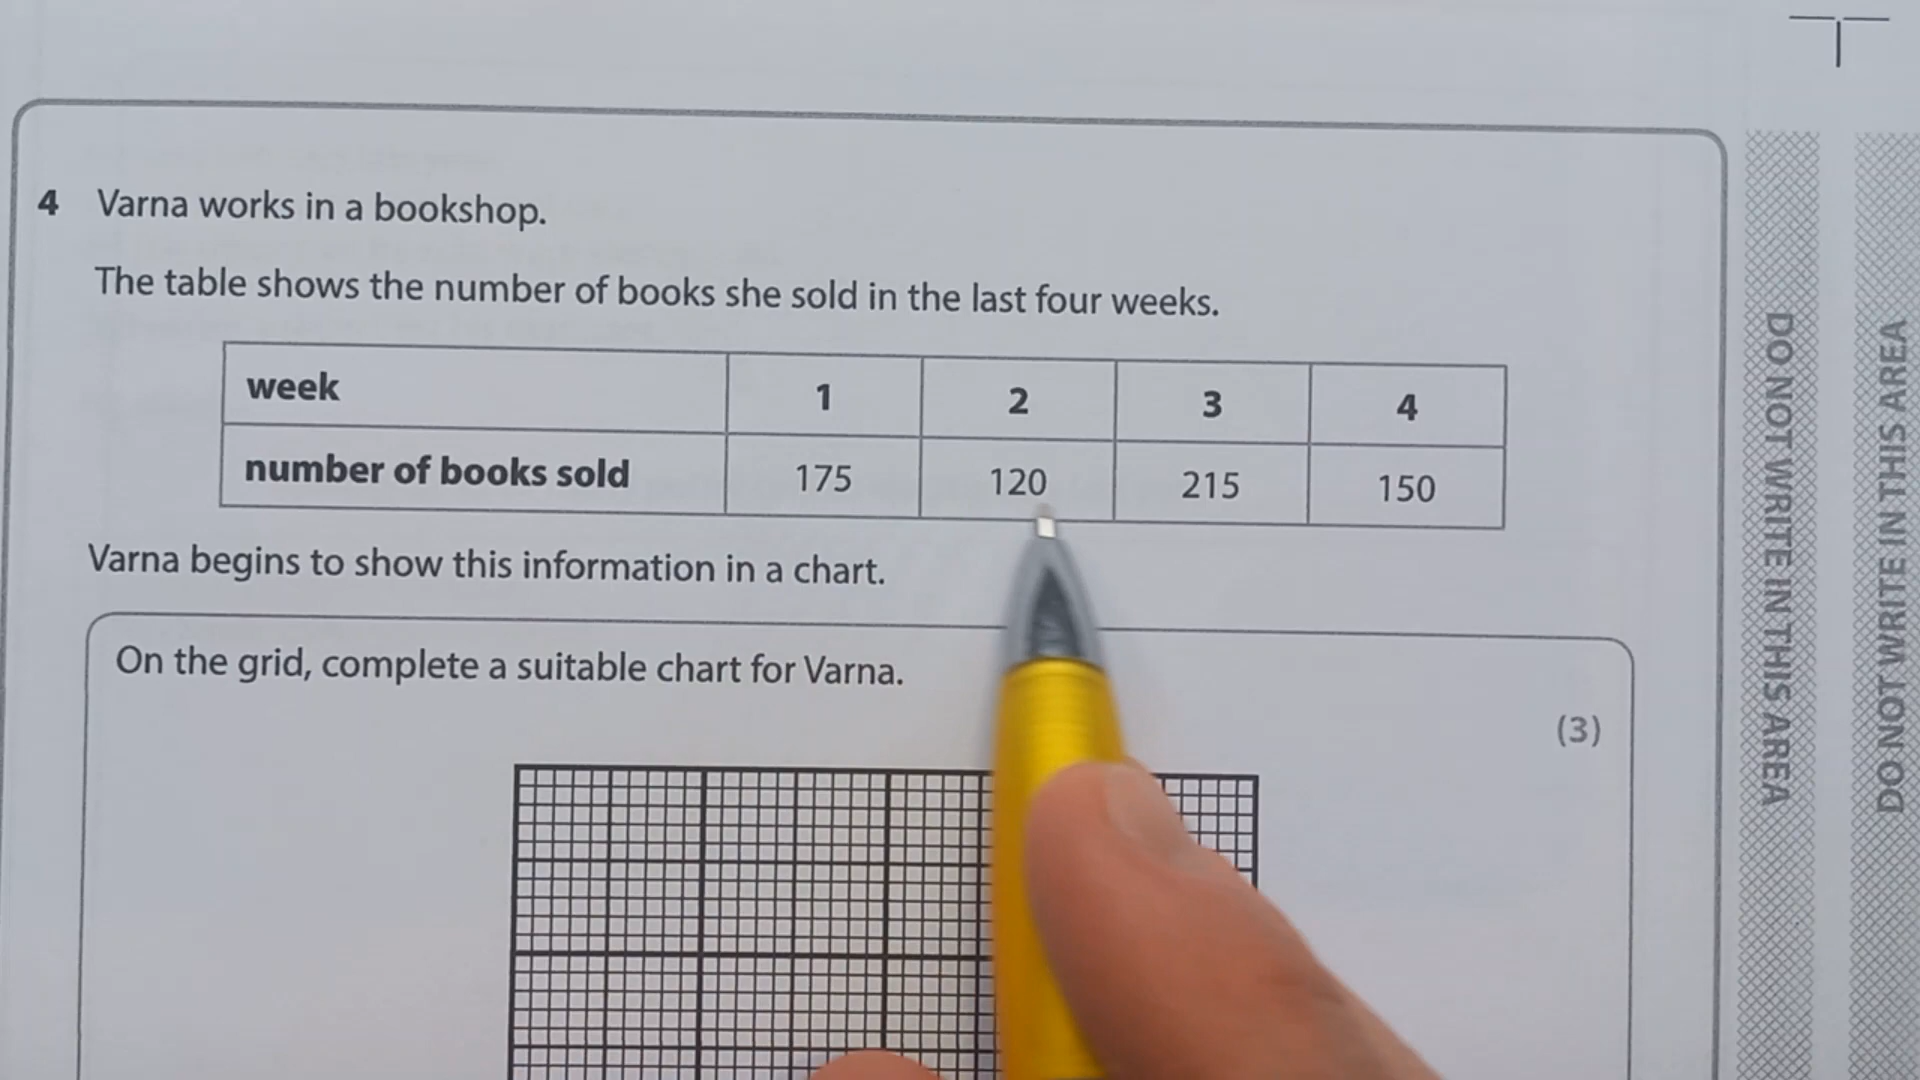 4 Varna works in a bookshop.
The table shows the number of books she sold in the last four weeks.
week 1 2 3 4
number of books sold 175 120 215 150
Varna begins to show this information in a chart.
On the grid, complete a suitable chart for Varna.
(3)
DO NOT WRITE IN THIS AREA
DO NOT WRITE IN THIS AREA